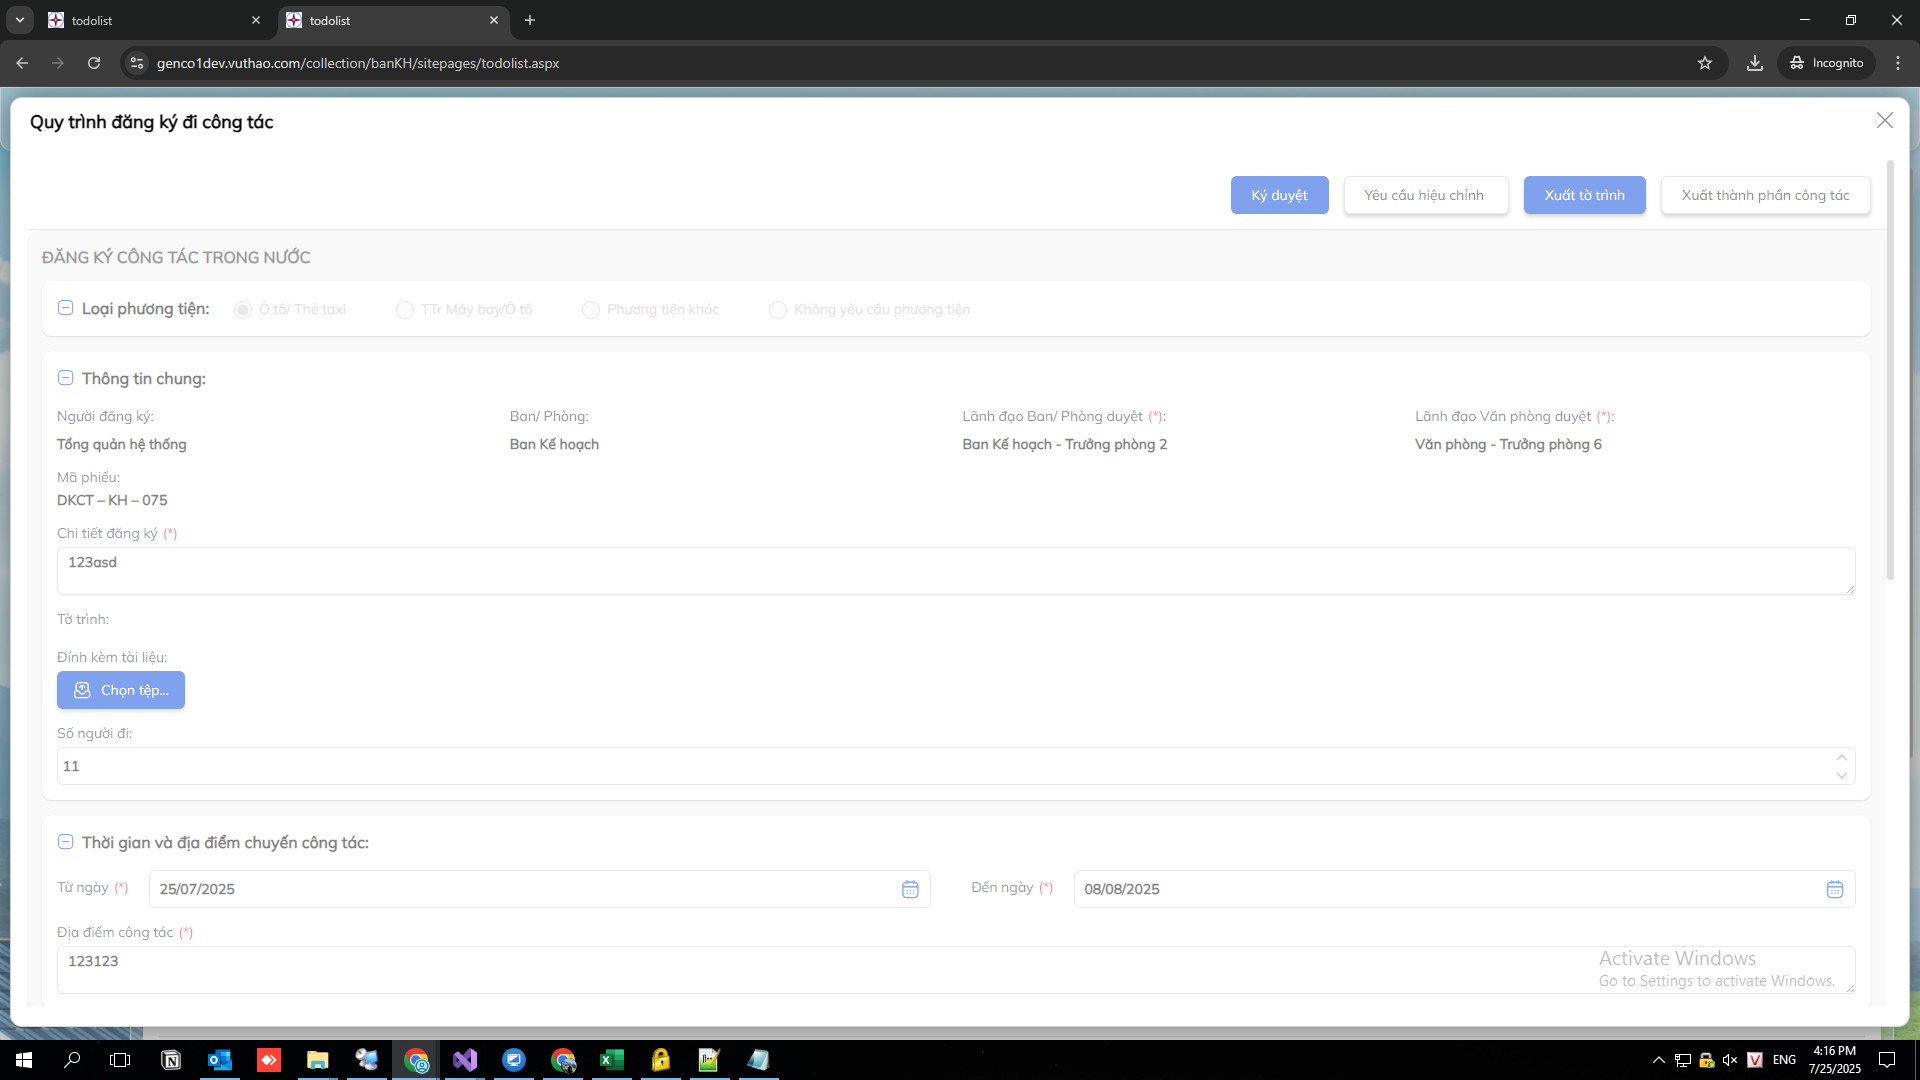 todolist
todolist
genco1dev.vuthao.com/collection/banKH/sitepages/todolist.aspx
Incognito
Quy trình đăng ký đi công tác
Ký duyệt
Yêu cầu hiệu chỉnh
Xuất tờ trình
Xuất thành phần công tác
ĐĂNG KÝ CÔNG TÁC TRONG NƯỚC
Loại phương tiện:
Ô tô/ Thẻ taxi
TTr Máy bay/Ô tô
Phương tiện khác
Không yêu cầu phương tiện
Thông tin chung:
Người đăng ký:
Ban/ Phòng:
Lãnh đạo Ban/ Phòng duyệt (*):
Lãnh đạo Văn phòng duyệt (*):
Tổng quản hệ thống
Ban Kế hoạch
Ban Kế hoạch - Trưởng phòng 2
Văn phòng - Trưởng phòng 6
Mã phiếu:
DKCT – KH – 075
Chi tiết đăng ký (*)
123asd
Tờ trình:
Đính kèm tài liệu:
Chọn tệp...
Số người đi:
11
Thời gian và địa điểm chuyến công tác:
Từ ngày (*)
25/07/2025
Đến ngày (*)
08/08/2025
Địa điểm công tác (*)
123123
Activate Windows
Go to Settings to activate Windows.
ENG
4:16 PM
7/25/2025